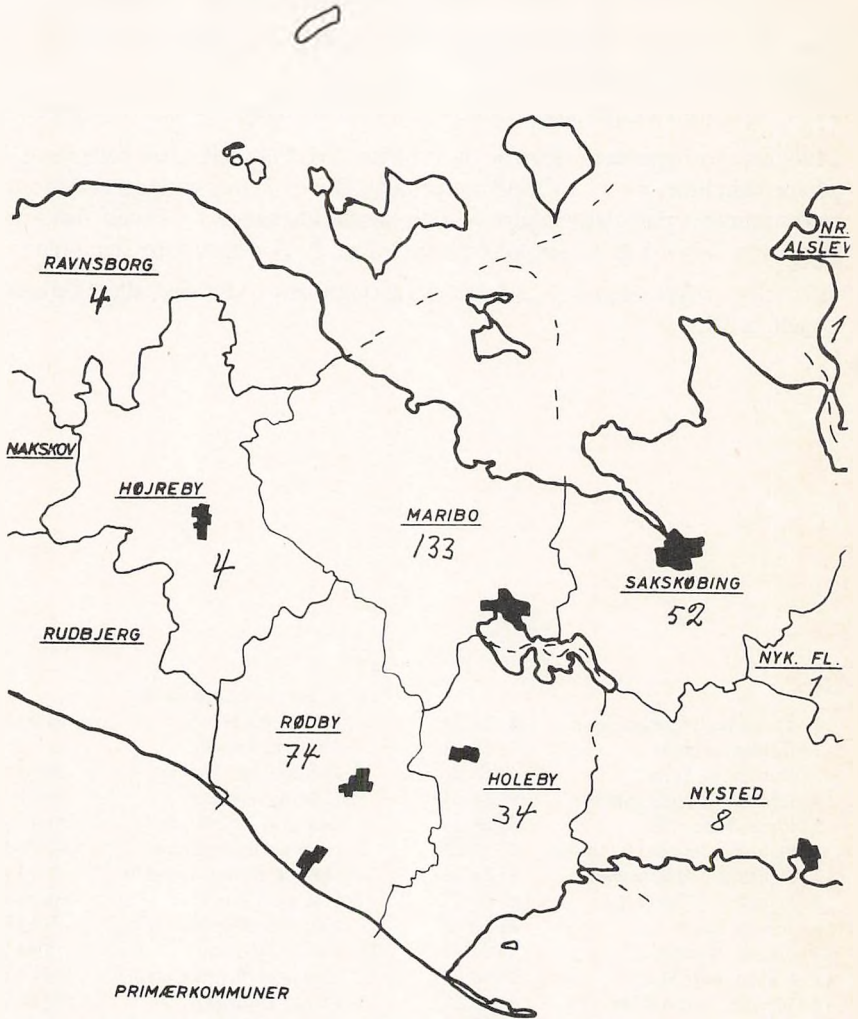 NR.
ALSLEV
1
RAVNSBORG
4
NAKSKOV
HØJREBY
4
MARIBO
133
SAKSKØBING
52
RUDBJERG
NYK. FL.
1
RØDBY
74
HOLEBY
34
NYSTED
8
PRIMÆRKOMMUNER